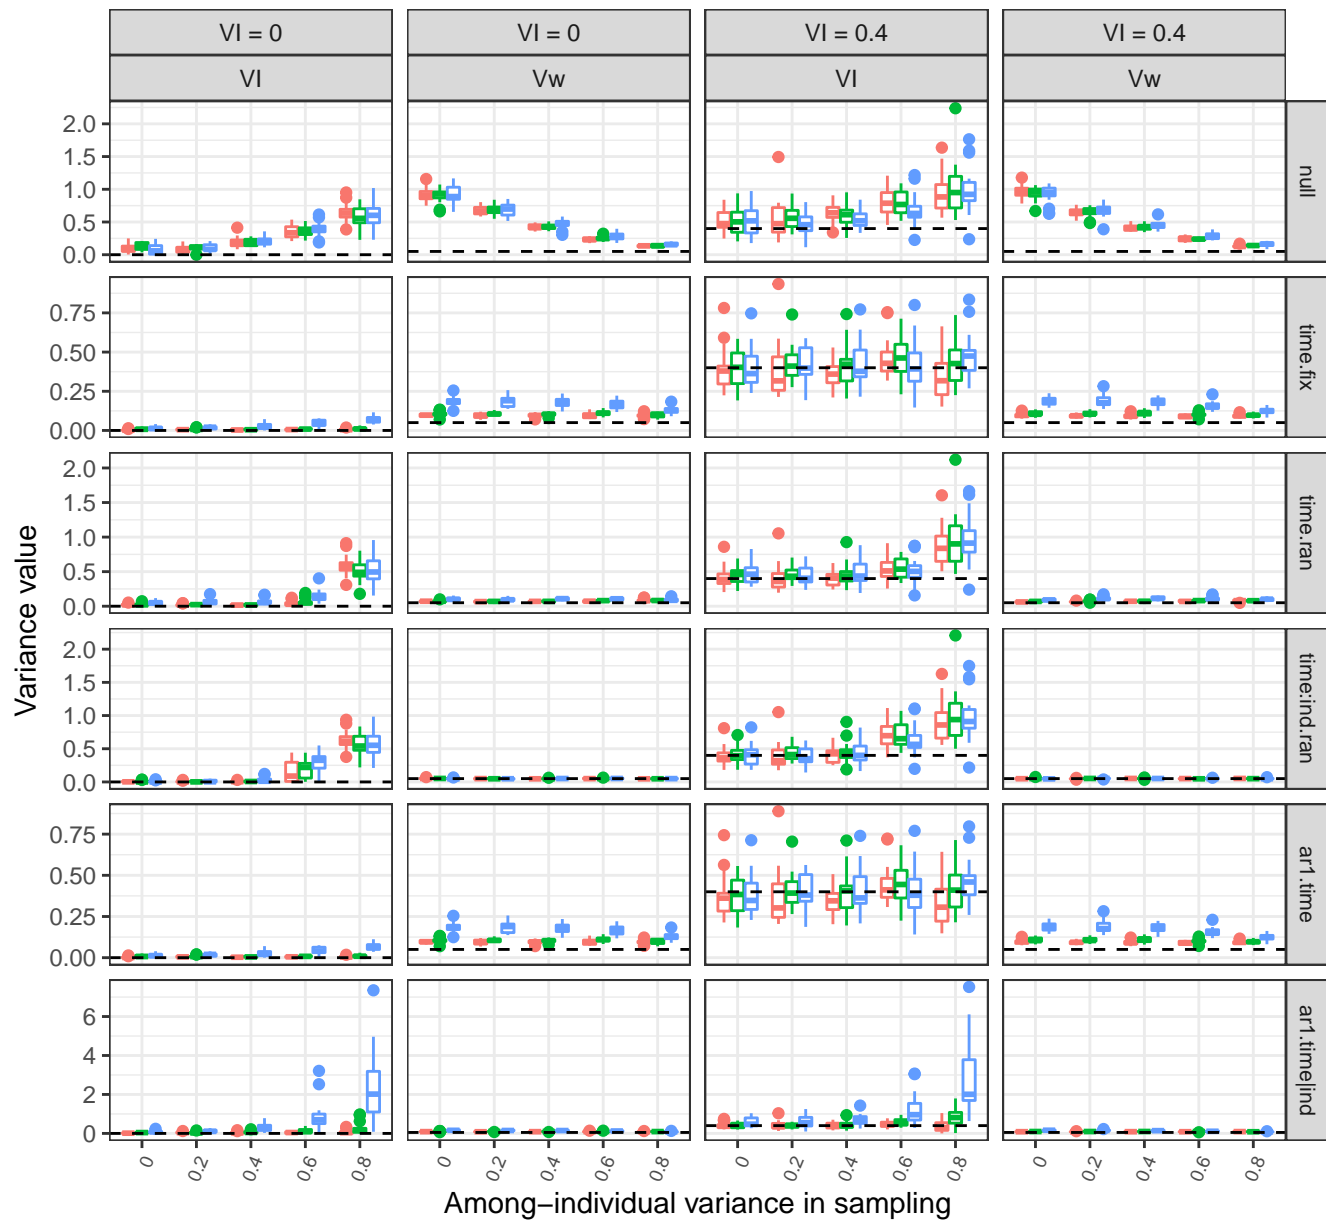 VI = 0 VI = 0 VI = 0.4 VI = 0.4
VI Vw VI Vw
2.0
1.5
1.0
0.5
0.0
null
0.75
0.50
0.25
0.00
time.fix
2.0
1.5
1.0
0.5
0.0
time.ran
2.0
1.5
1.0
0.5
0.0
time:ind.ran
0.75
0.50
0.25
0.00
ar1.time
6
4
2
0
ar1.time|ind
Variance value
0 0.2 0.4 0.6 0.8 0 0.2 0.4 0.6 0.8 0 0.2 0.4 0.6 0.8 0 0.2 0.4 0.6 0.8
Among−individual variance in sampling